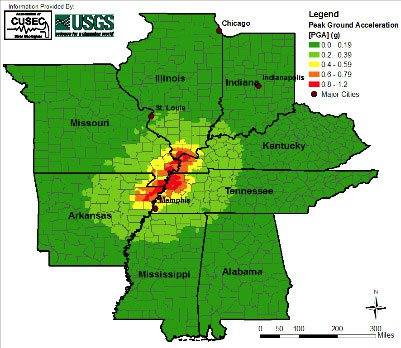 Information Provided By:
CUSEC
USGS
science for a changing world
Legend
Peak Ground Acceleration
[PGA] (g)
0.0 - 0.19
0.2 - 0.39
0.4 - 0.59
0.6 - 0.79
0.8 - 1.2
Major Cities
Chicago
Illinois
Indiana
Indianapolis
Missouri
St. Louis
Kentucky
Tennessee
Arkansas
Memphis
Mississippi
Alabama
N
0 50 100 200 300
Miles